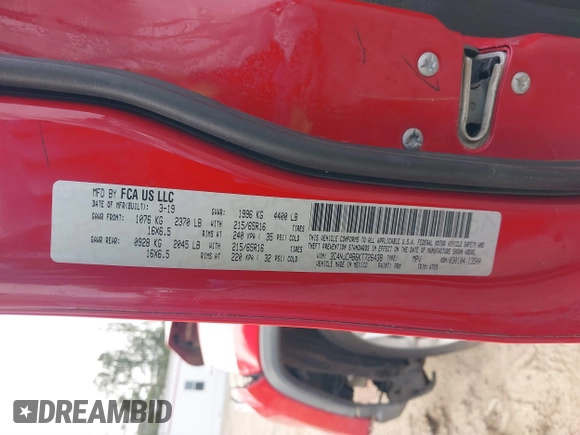 MFD BY FCA US LLC
DATE OF MFR(BUILT) 3-19 GVWR: 1996 KG 4400 LB
GAWR FRONT: 1076 KG 2370 LB WITH 215/65R16
16X6.5 RIMS AT 240 KPA ( 35 PSI) COLD
GAWR REAR: 0928 KG 2045 LB WITH 215/65R16
16X6.5 RIMS AT 220 KPA ( 32 PSI) COLD
THIS VEHICLE CONFORMS TO ALL APPLICABLE U.S.A. FEDERAL MOTOR VEHICLE SAFETY AND
THEFT PREVENTION STANDARDS IN EFFECT ON THE DATE OF MANUFACTURE SHOWN ABOVE.
VIN: 3C4NJCAB6KT726438 TYPE: MPV
MADE IN MEXICO
DREAMBID